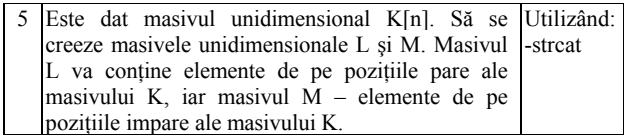 5 Este dat masivul unidimensional K[n]. Să se Utilizând:
creeze masivele unidimensionale L și M. Masivul -strcat
L va conține elemente de pe pozițiile pare ale
masivului K, iar masivul M – elemente de pe
pozițiile impare ale masivului K.